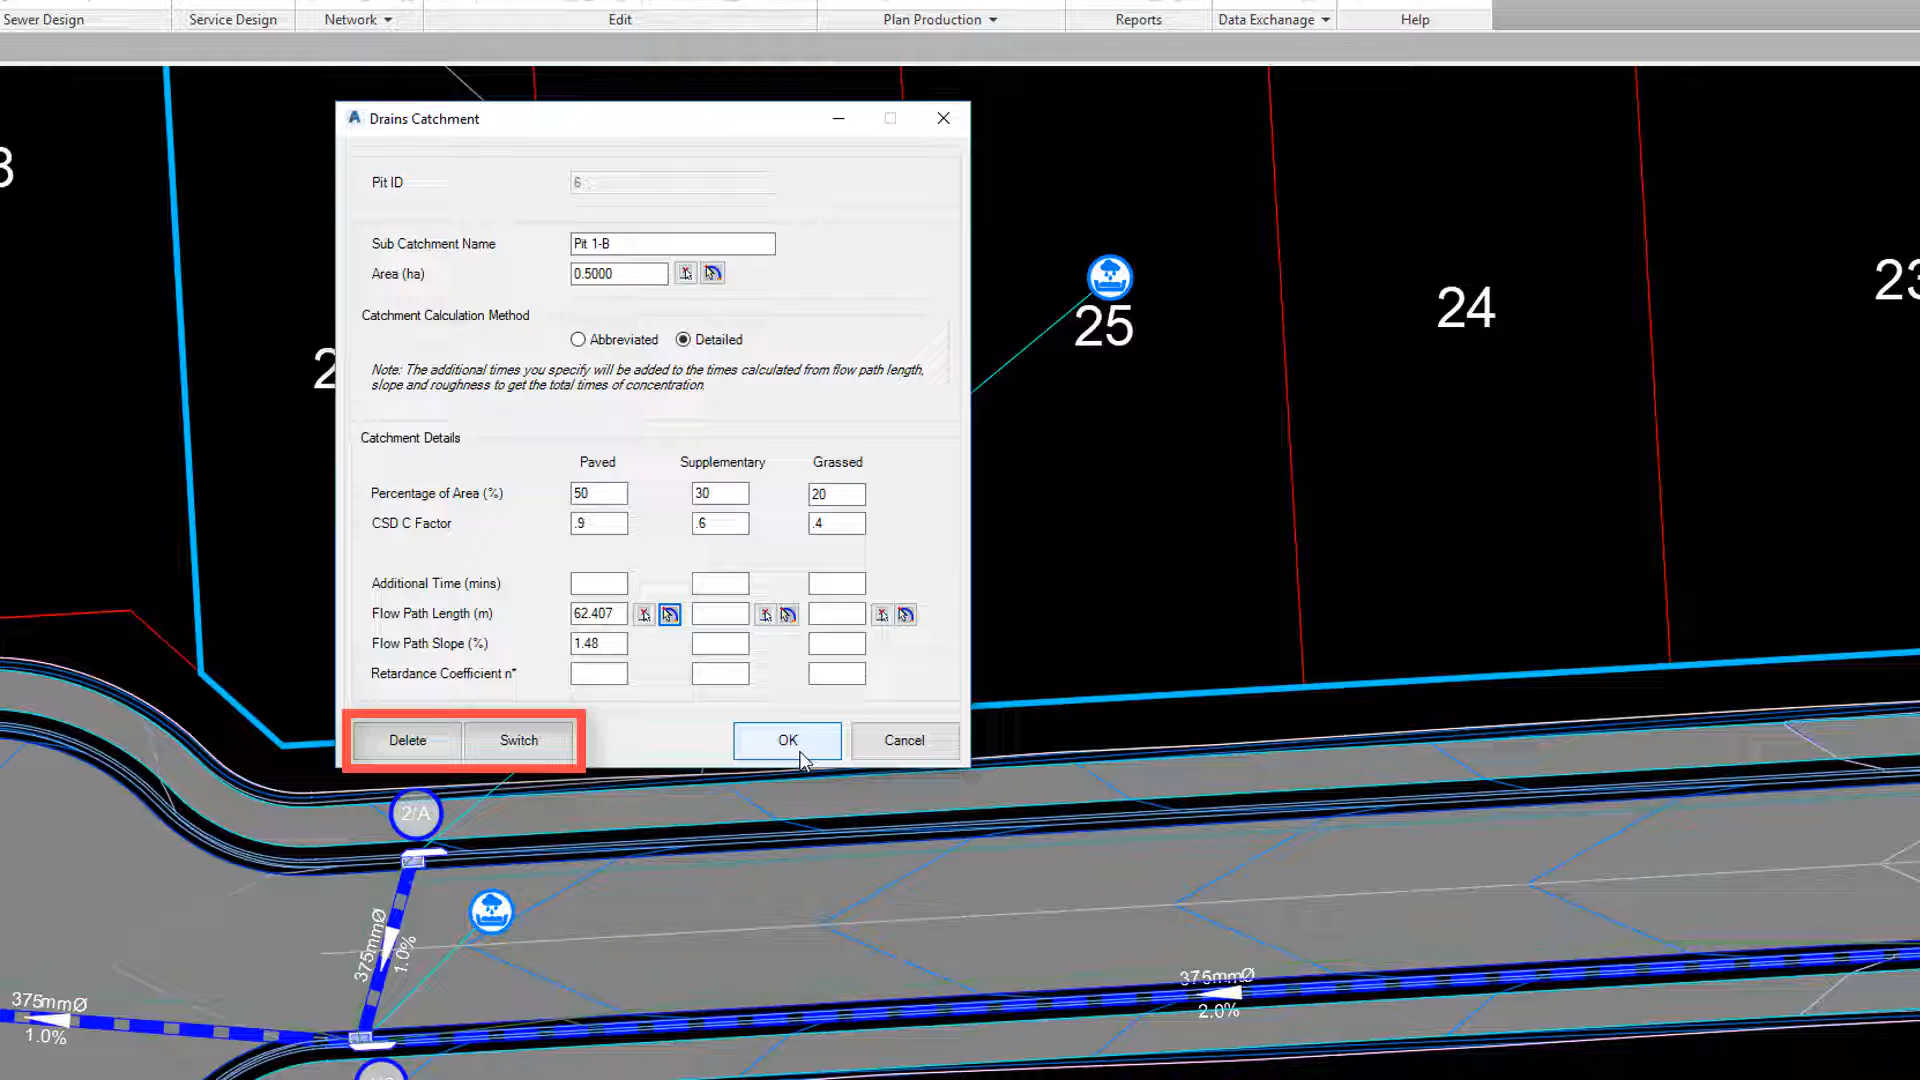 Sewer Design Service Design Network Edit Plan Production Reports Data Exchange Help
Drains Catchment
Pit ID 6
Sub Catchment Name Pit 1-B
Area (ha) 0.5000
Catchment Calculation Method
Abbreviated Detailed
Note: The additional times you specify will be added to the times calculated from flow path length,
slope and roughness to get the total times of concentration
Catchment Details
Paved Supplementary Grassed
Percentage of Area (%) 50 30 20
CSD C Factor .9 .6 .4
Additional Time (mins)
Flow Path Length (m) 62.407
Flow Path Slope (%) 1.48
Retardance Coefficient n*
Delete Switch OK Cancel
25
24
23
2/A
375mmØ
1.0%
375mmØ
1.0%
375mmØ
2.0%